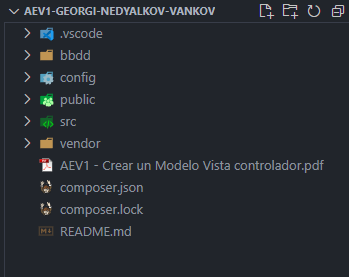 AEV1-GEORGI-NEDYALKOV-VANKOV
.vscode
bbdd
config
public
src
vendor
AEV1 - Crear un Modelo Vista controlador.pdf
composer.json
composer.lock
README.md